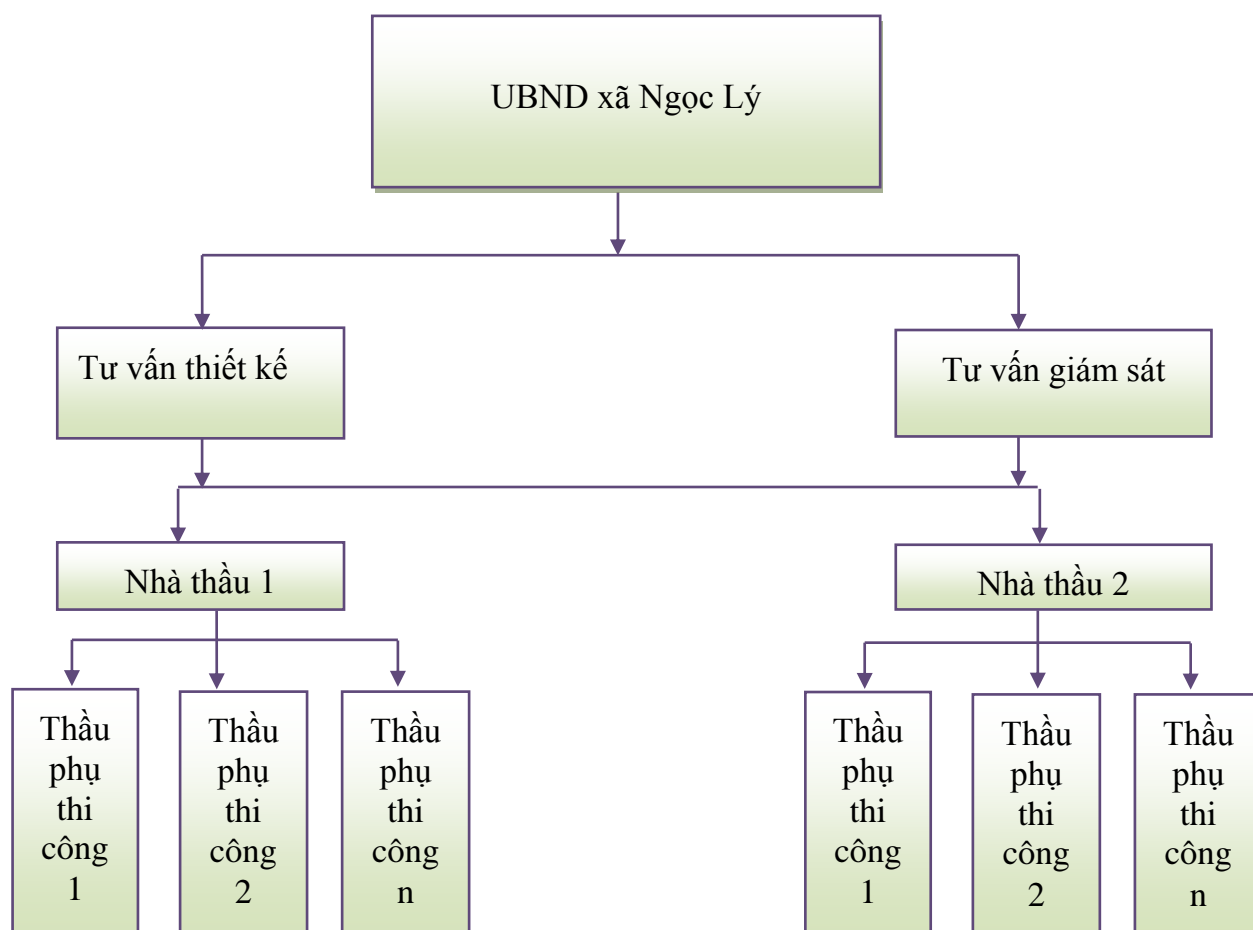 UBND xã Ngọc Lý
Tư vấn thiết kế
Tư vấn giám sát
Nhà thầu 1
Nhà thầu 2
Thầu
phụ
thi
công
1
Thầu
phụ
thi
công
2
Thầu
phụ
thi
công
n
Thầu
phụ
thi
công
1
Thầu
phụ
thi
công
2
Thầu
phụ
thi
công
n